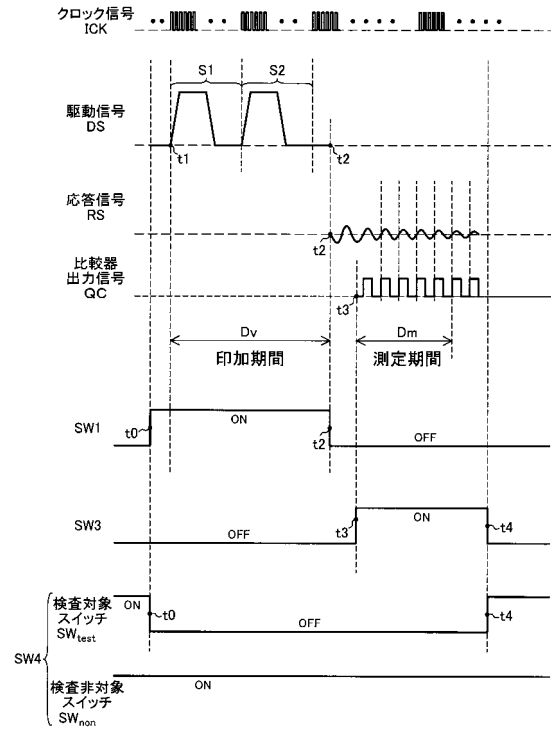 クロック信号
ICK
S1
S2
駆動信号
DS
t1
t2
応答信号
RS
t2
比較器
出力信号
QC
t3
Dv
印加期間
Dm
測定期間
SW1
t0
ON
t2
OFF
SW3
OFF
t3
ON
t4
SW4
検査対象
スイッチ
SWtest
ON
t0
OFF
t4
検査非対象
スイッチ
SWnon
ON